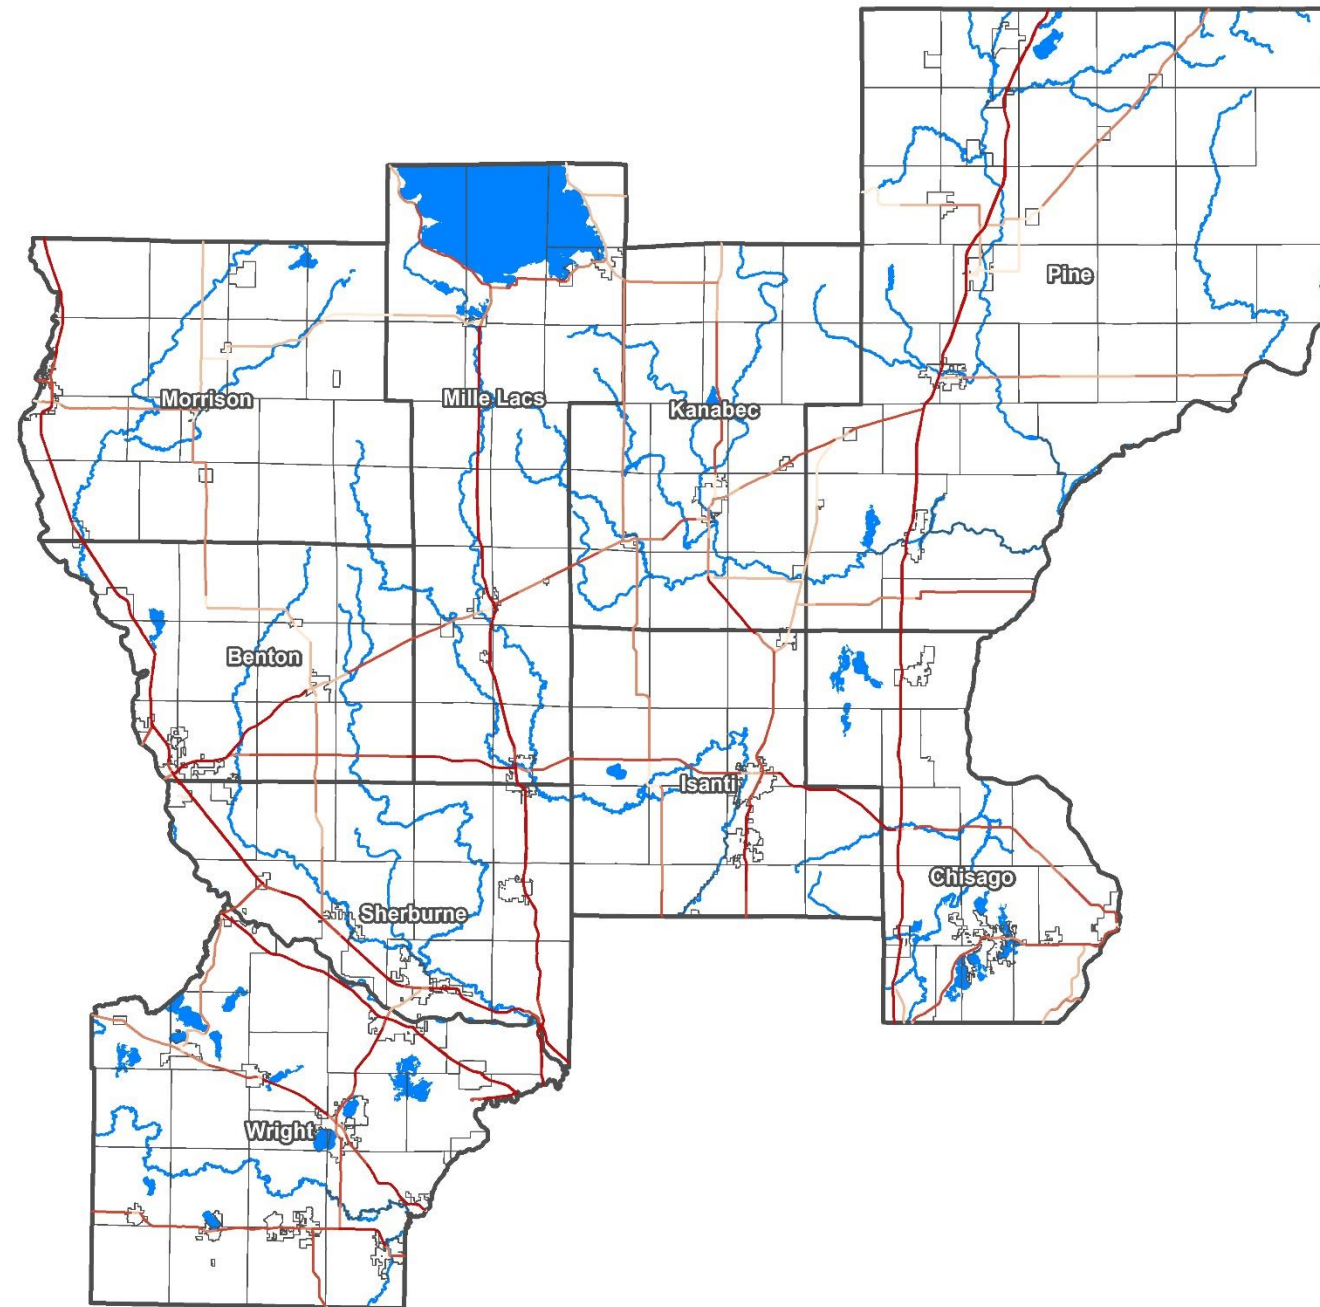 Pine
Morrison
Mille Lacs
Kanabec
Benton
Isanti
Chisago
Sherburne
Wright